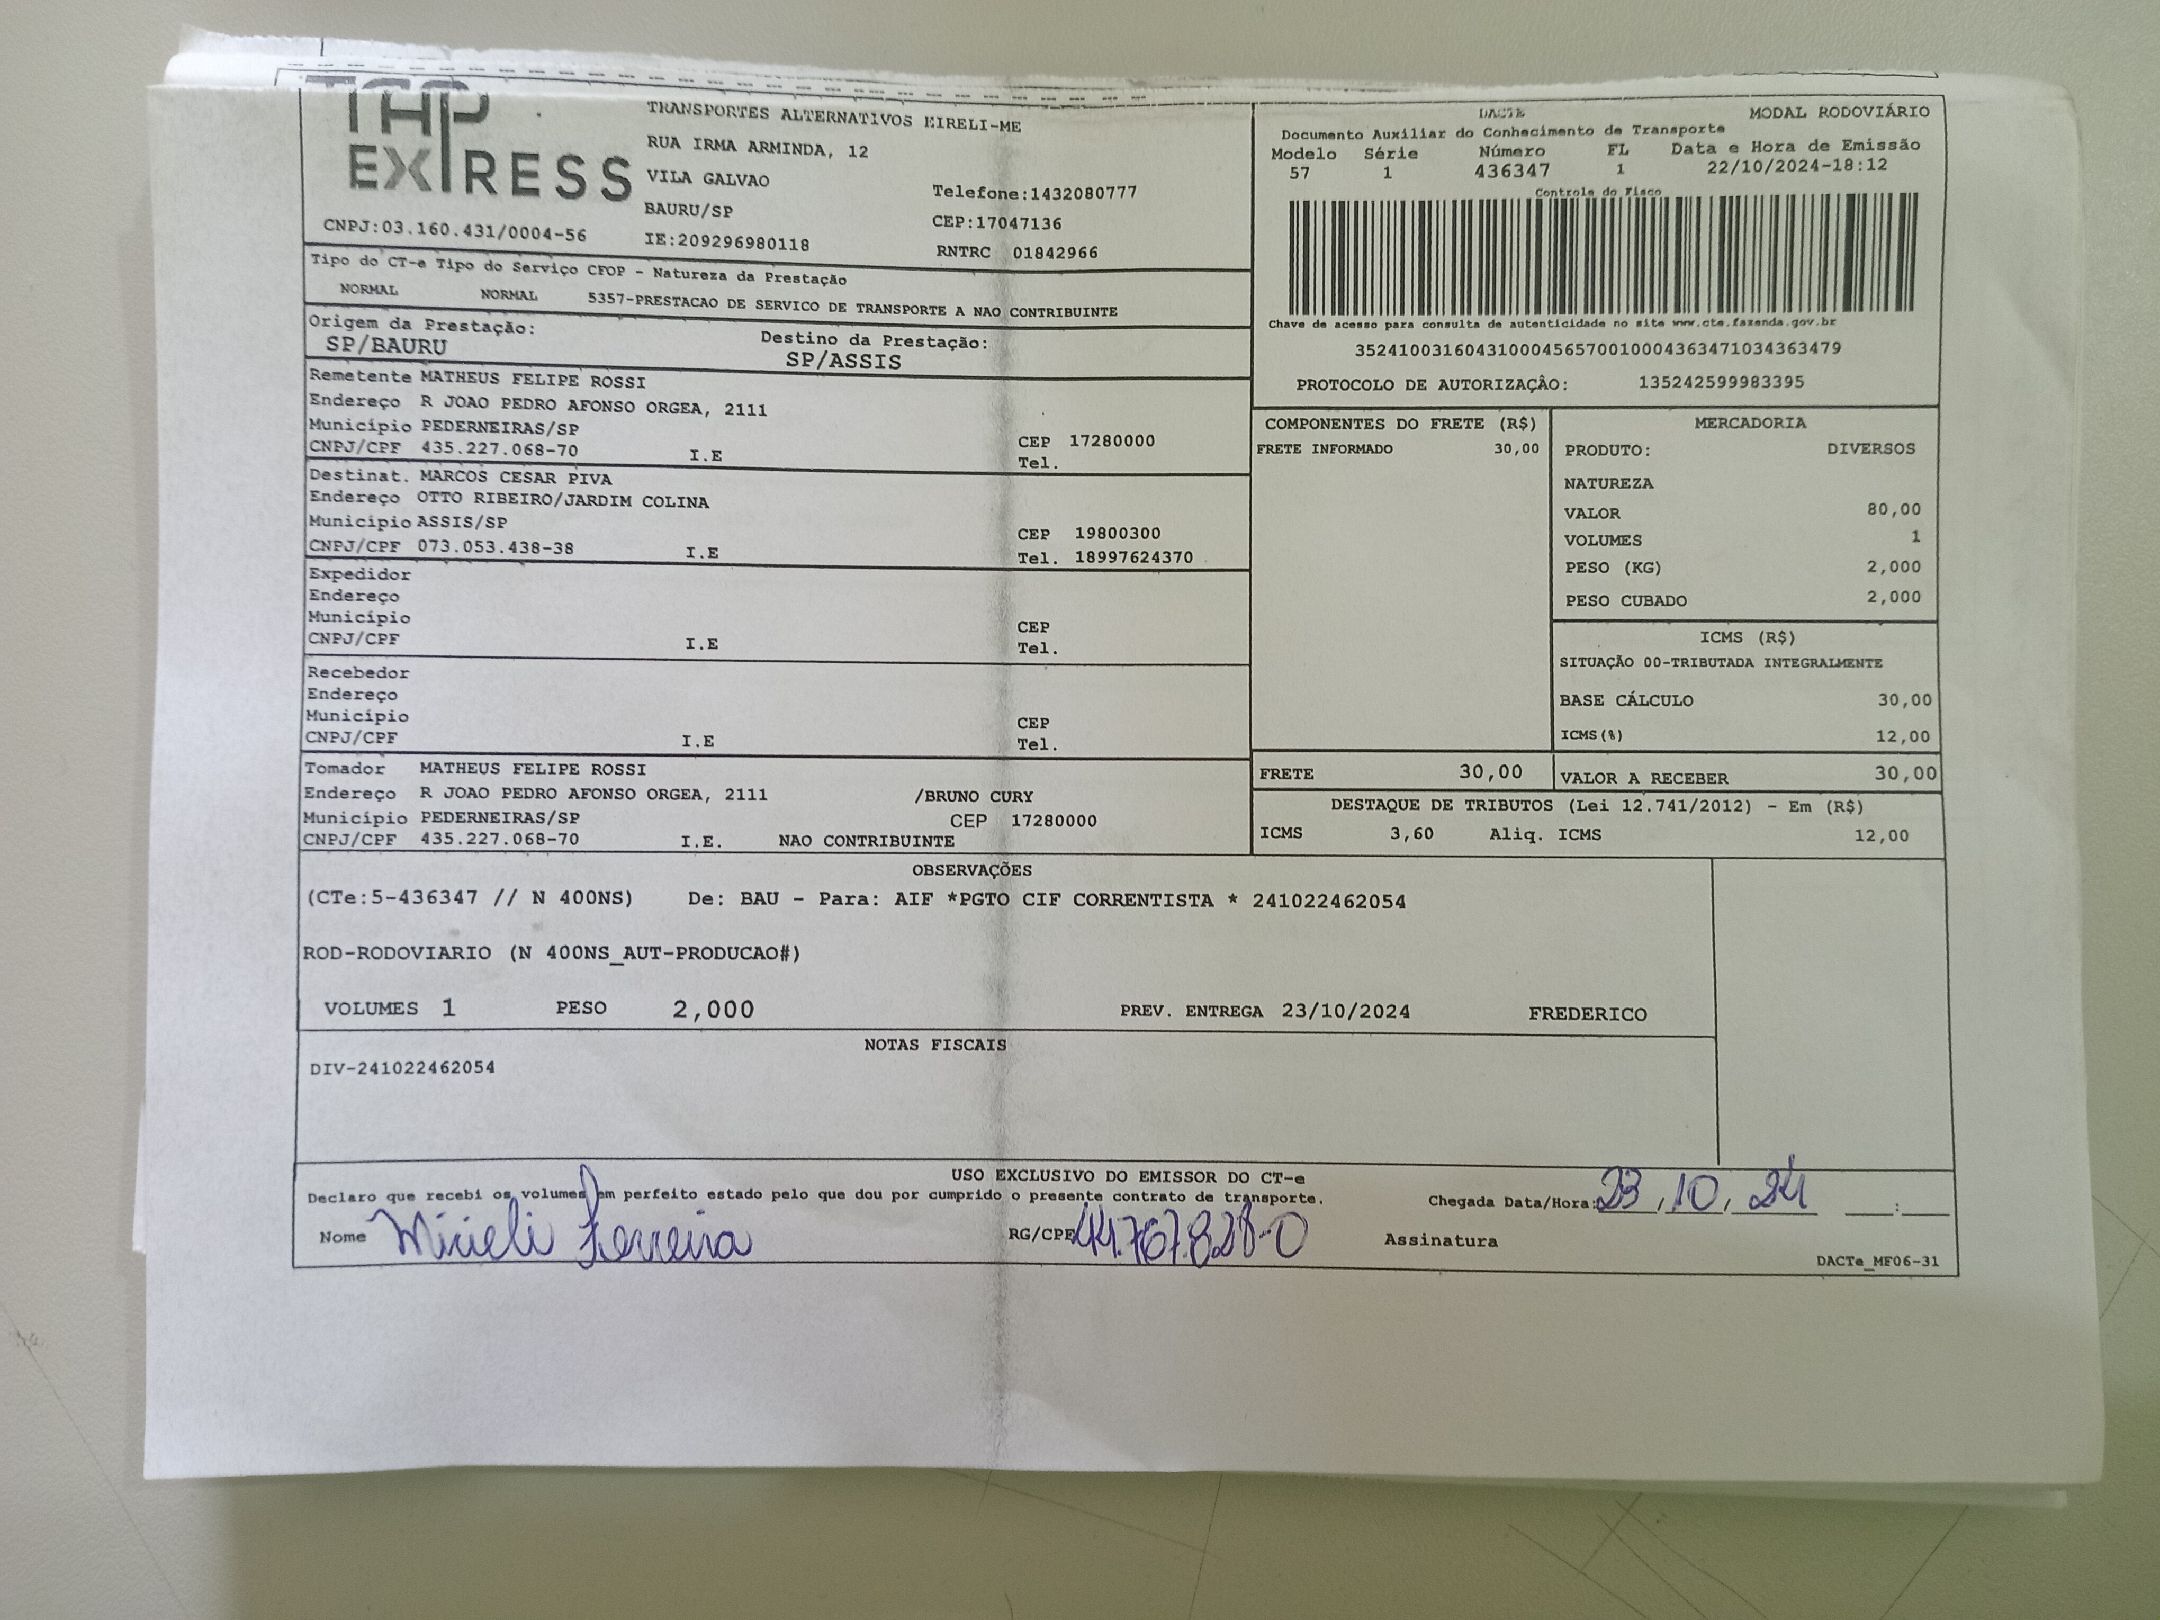 TAP
EXPRESS
CNPJ:03.160.431/0004-56
TRANSPORTES ALTERNATIVOS EIRELI-ME
RUA IRMA ARMINDA, 12
VILA GALVAO
BAURU/SP
IE:209296980118
Telefone:1432080777
CEP:17047136
RNTRC 01842966
DACTE MODAL RODOVIÁRIO
Documento Auxiliar do Conhecimento de Transporte
Modelo Série Número FL Data e Hora de Emissão
57 1 436347 1 22/10/2024-18:12
Controle do Fisco
Chave de acesso para consulta de autenticidade no site www.cte.fazenda.gov.br
35241003160431000456570010004363471034363479
PROTOCOLO DE AUTORIZAÇÂO: 135242599983395
Tipo do CT-e Tipo do Serviço CFOP - Natureza da Prestação
NORMAL NORMAL 5357-PRESTACAO DE SERVICO DE TRANSPORTE A NAO CONTRIBUINTE
Origem da Prestação: Destino da Prestação:
SP/BAURU SP/ASSIS
Remetente MATHEUS FELIPE ROSSI
Endereço R JOAO PEDRO AFONSO ORGEA, 2111
Município PEDERNEIRAS/SP CEP 17280000
CNPJ/CPF 435.227.068-70 I.E Tel.
Destinat. MARCOS CESAR PIVA
Endereço OTTO RIBEIRO/JARDIM COLINA
Município ASSIS/SP CEP 19800300
CNPJ/CPF 073.053.438-38 I.E Tel. 18997624370
Expedidor
Endereço
Município CEP
CNPJ/CPF I.E Tel.
Recebedor
Endereço
Município CEP
CNPJ/CPF I.E Tel.
Tomador MATHEUS FELIPE ROSSI
Endereço R JOAO PEDRO AFONSO ORGEA, 2111 /BRUNO CURY
Município PEDERNEIRAS/SP CEP 17280000
CNPJ/CPF 435.227.068-70 I.E. NAO CONTRIBUINTE
COMPONENTES DO FRETE (R$)
FRETE INFORMADO 30,00
MERCADORIA
PRODUTO: DIVERSOS
NATUREZA
VALOR 80,00
VOLUMES 1
PESO (KG) 2,000
PESO CUBADO 2,000
ICMS (R$)
SITUAÇÃO 00-TRIBUTADA INTEGRALMENTE
BASE CÁLCULO 30,00
ICMS(%) 12,00
FRETE 30,00 VALOR A RECEBER 30,00
DESTAQUE DE TRIBUTOS (Lei 12.741/2012) - Em (R$)
ICMS 3,60 Aliq. ICMS 12,00
OBSERVAÇÕES
(CTe:5-436347 // N 400NS) De: BAU - Para: AIF *PGTO CIF CORRENTISTA * 241022462054
ROD-RODOVIARIO (N 400NS_AUT-PRODUCAO#)
VOLUMES 1 PESO 2,000 PREV. ENTREGA 23/10/2024 FREDERICO
NOTAS FISCAIS
DIV-241022462054
USO EXCLUSIVO DO EMISSOR DO CT-e
Declaro que recebi os volumes em perfeito estado pelo que dou por cumprido o presente contrato de transporte. Chegada Data/Hora: 23,10,24 :
Nome Micieli Ferreira RG/CPF 44.767.828-0 Assinatura
DACTe_MF06-31